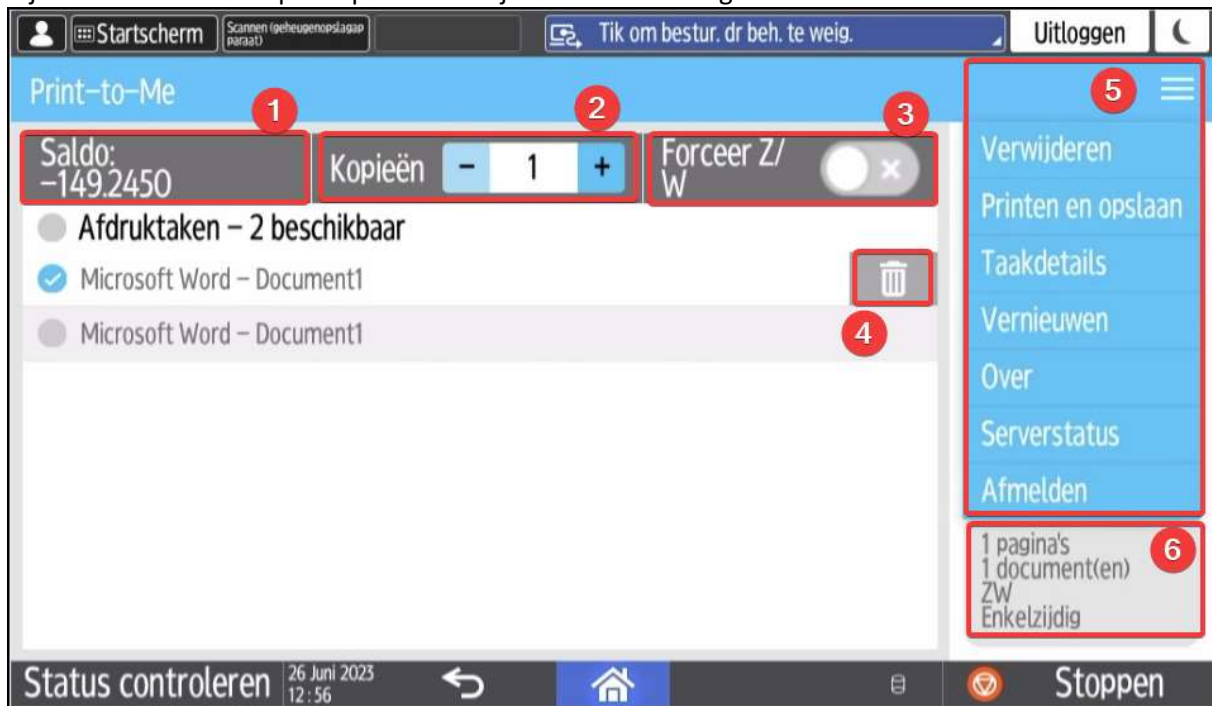 Startscherm
Scannen (geheugenopslagap
paraat)
Tik om bestur. dr beh. te weig.
Uitloggen
Print-to-Me
1
2
3
5
Saldo:
-149.2450
Kopieën
-
1
+
Forceer Z/
W
Afdruktaken - 2 beschikbaar
Microsoft Word - Document1
Microsoft Word - Document1
4
Verwijderen
Printen en opslaan
Taakdetails
Vernieuwen
Over
Serverstatus
Afmelden
1 pagina's
1 document(en)
ZW
Enkelzijdig
6
Status controleren
26 Juni 2023
12:56
Stoppen